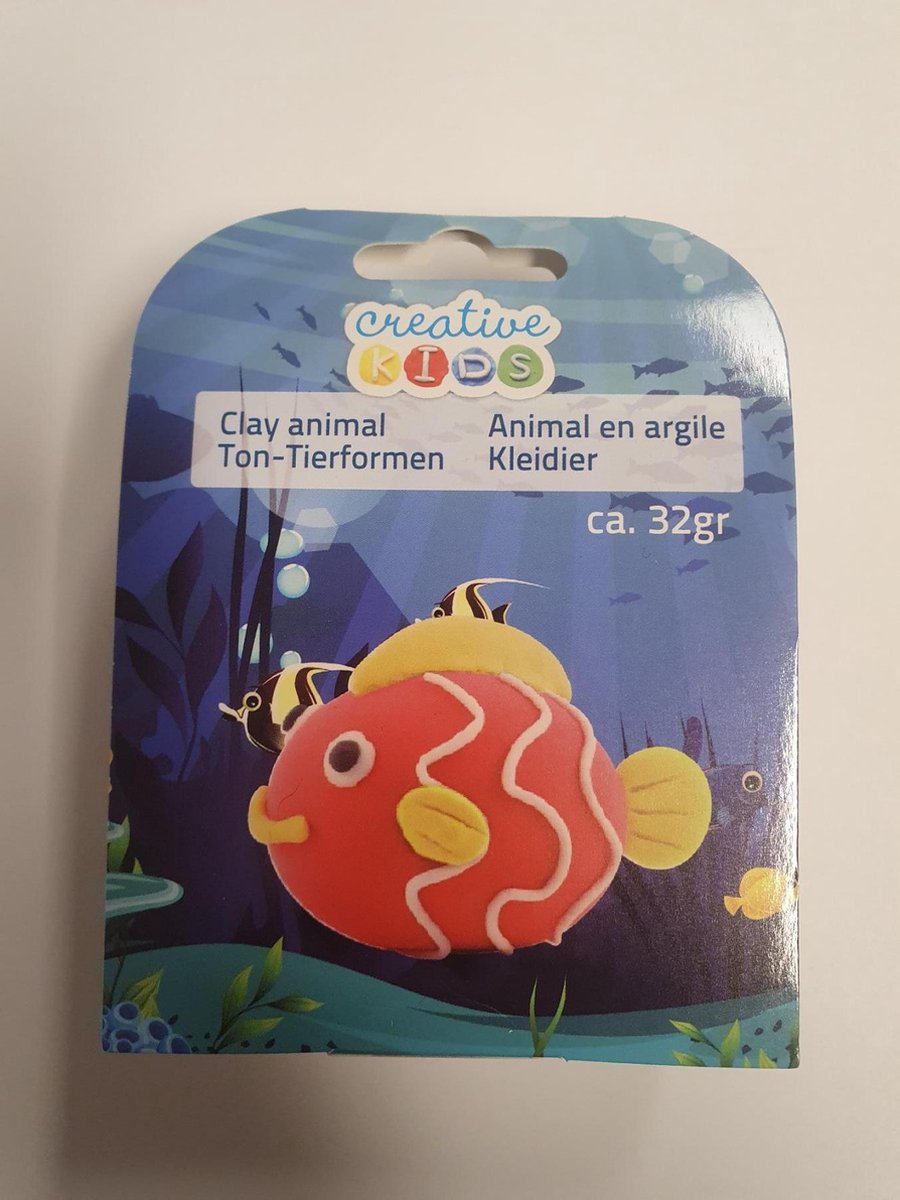 creative
KIDS
Clay animal
Ton-Tierformen
Animal en argile
Kleidier
ca. 32gr